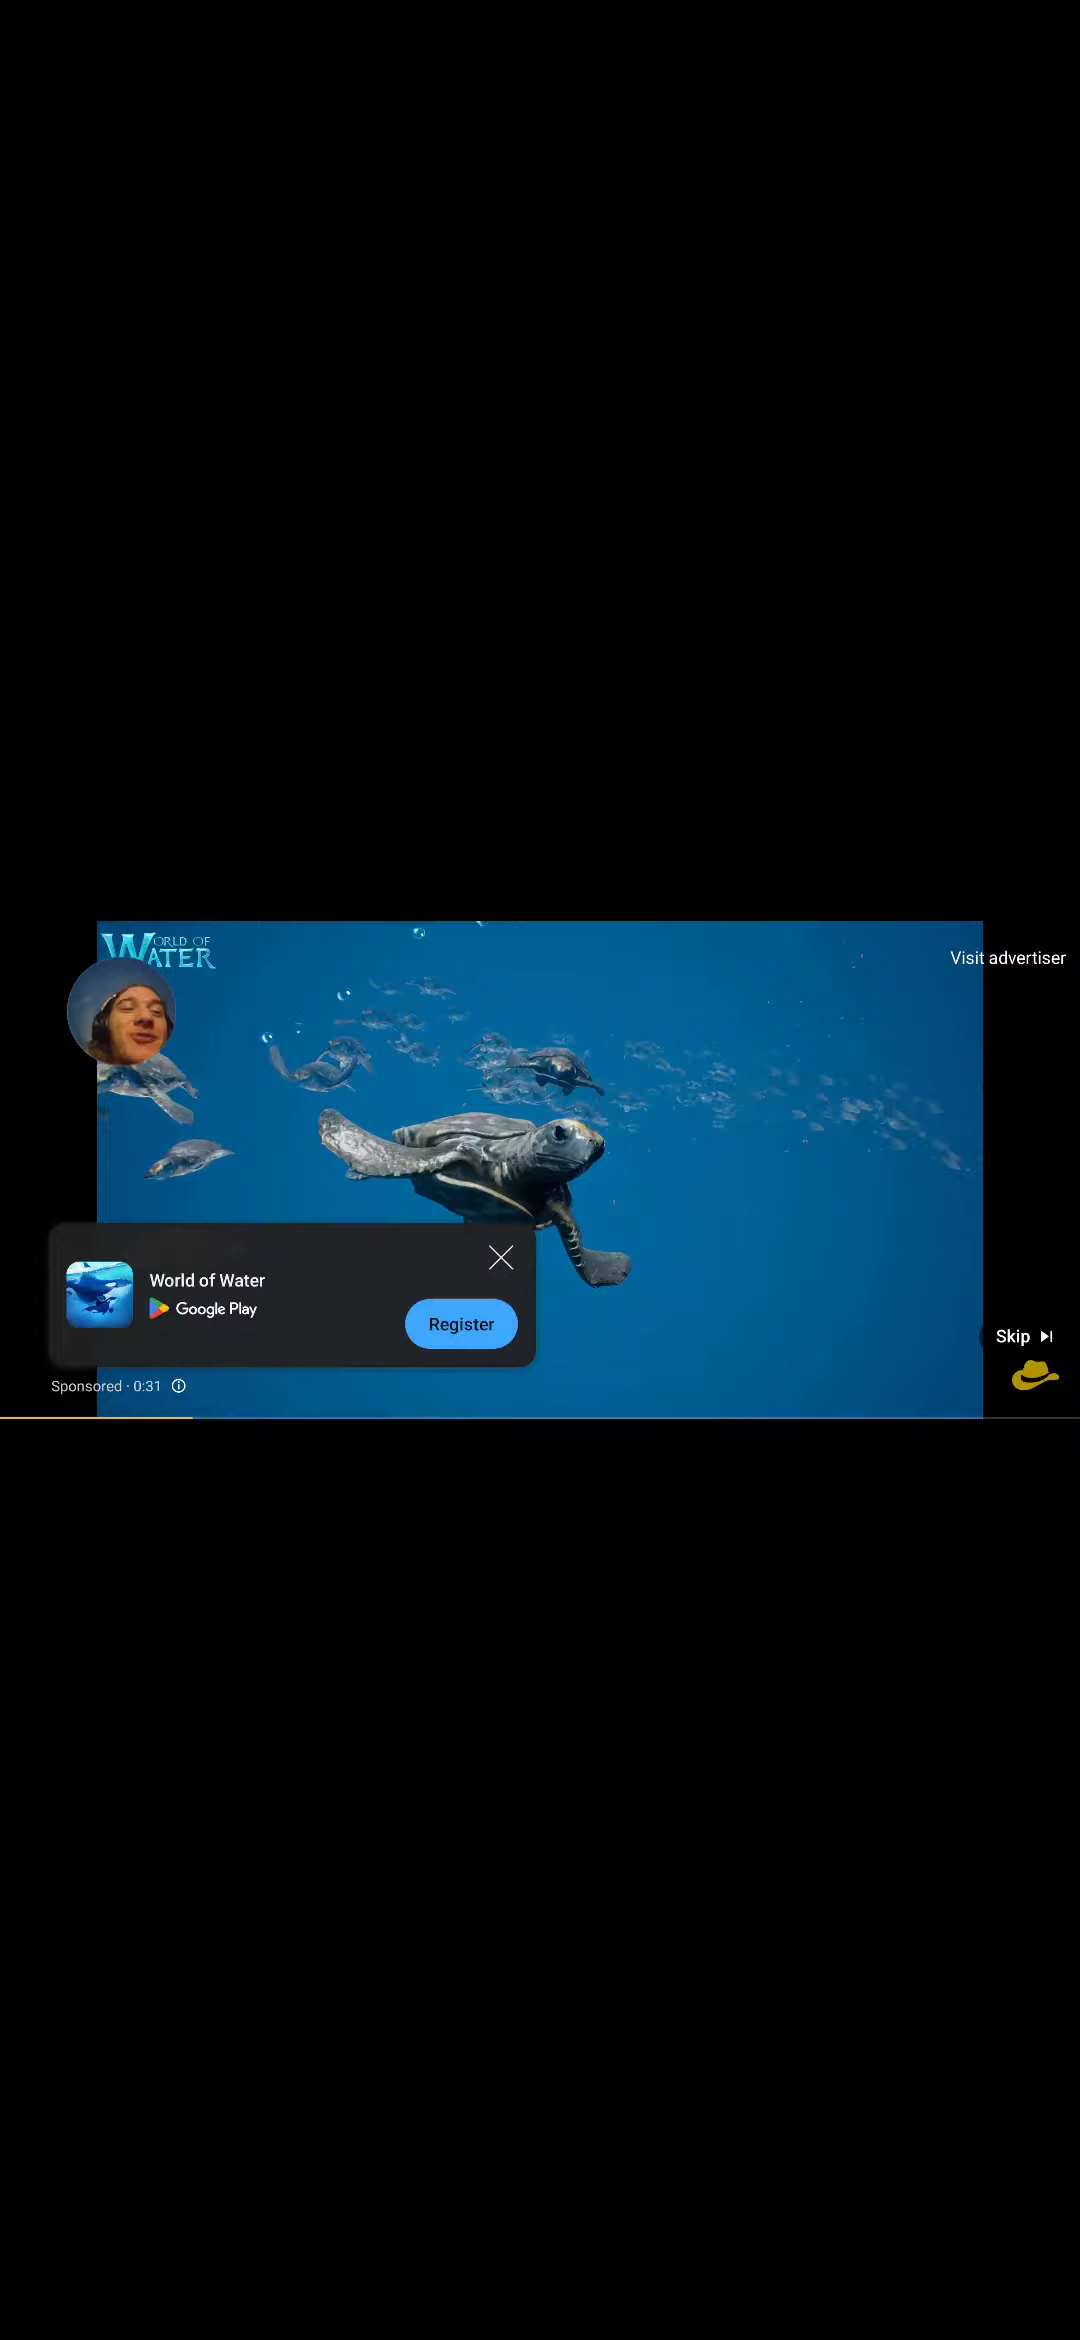 WORLD OF
WATER
Visit advertiser
World of Water
Google Play
Register
Skip
Sponsored · 0:31